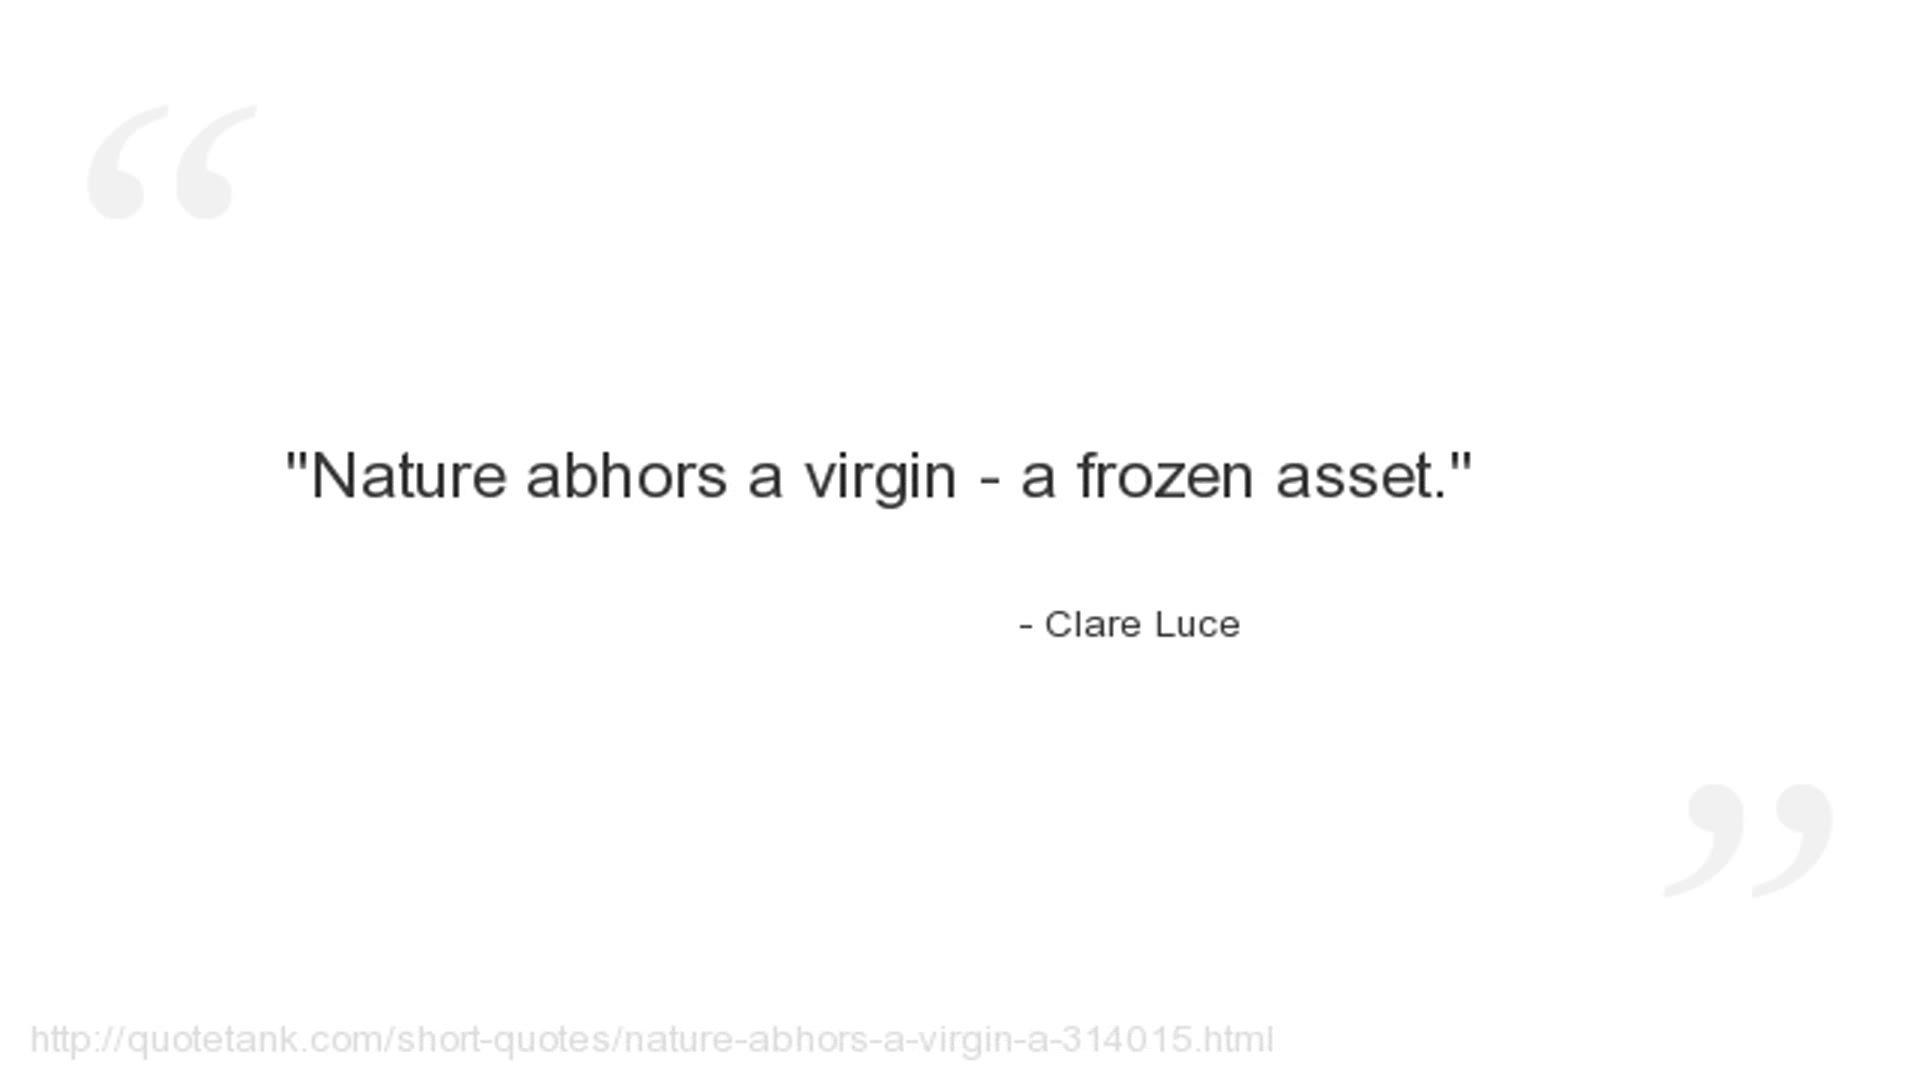 "Nature abhors a virgin - a frozen asset."
- Clare Luce
http://quotetank.com/short-quotes/nature-abhors-a-virgin-a-314015.html